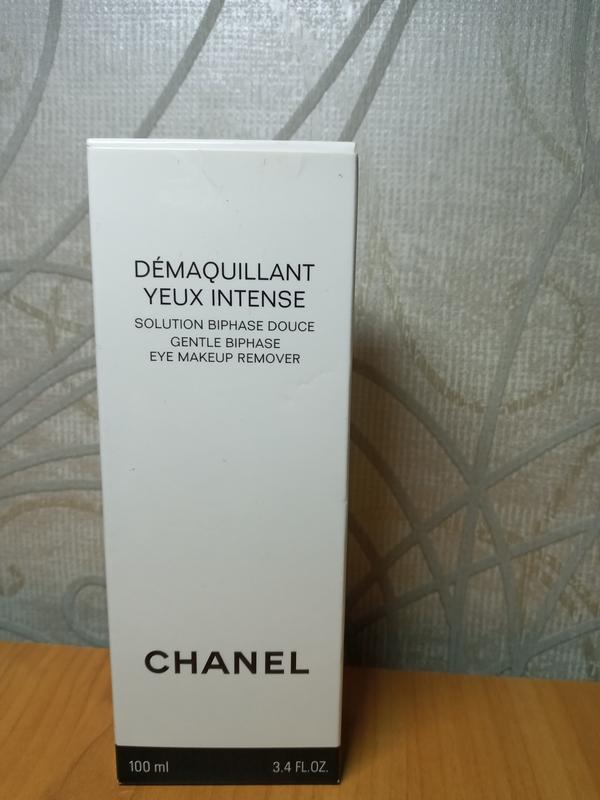 DÉMAQUILLANT
YEUX INTENSE
SOLUTION BIPHASE DOUCE
GENTLE BIPHASE
EYE MAKEUP REMOVER
CHANEL
100 ml 3.4 FL.OZ.